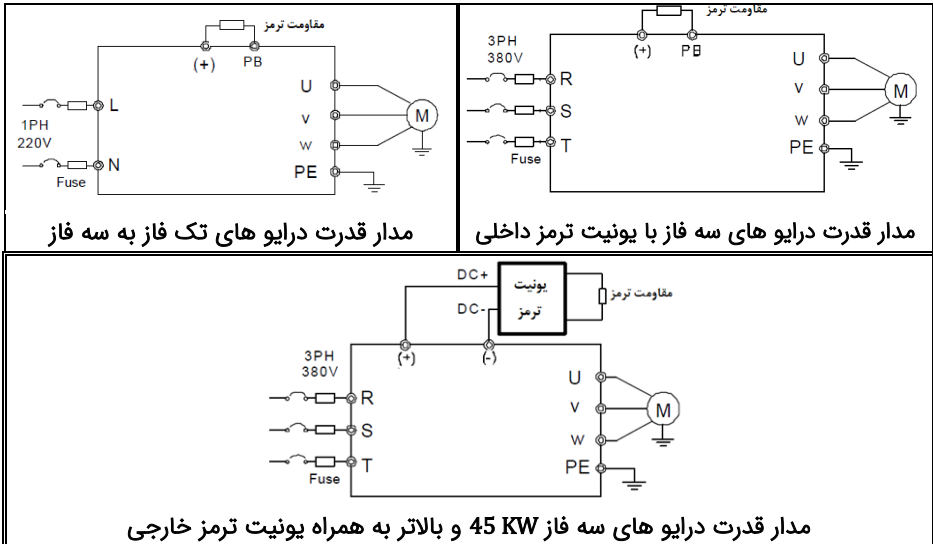 مقاومت ترمز
(+) PB
L
1PH
220V
N
Fuse
U
V
W
PE
M
مدار قدرت درایو های تک فاز به سه فاز
مقاومت ترمز
(+) PB
3PH
380V
R
S
T
Fuse
U
V
W
PE
M
مدار قدرت درایو های سه فاز با یونیت ترمز داخلی
DC+
DC-
یونیت
ترمز
مقاومت ترمز
(+) (-)
3PH
380V
R
S
T
Fuse
U
V
W
PE
M
مدار قدرت درایو های سه فاز 45 KW و بالاتر به همراه یونیت ترمز خارجی